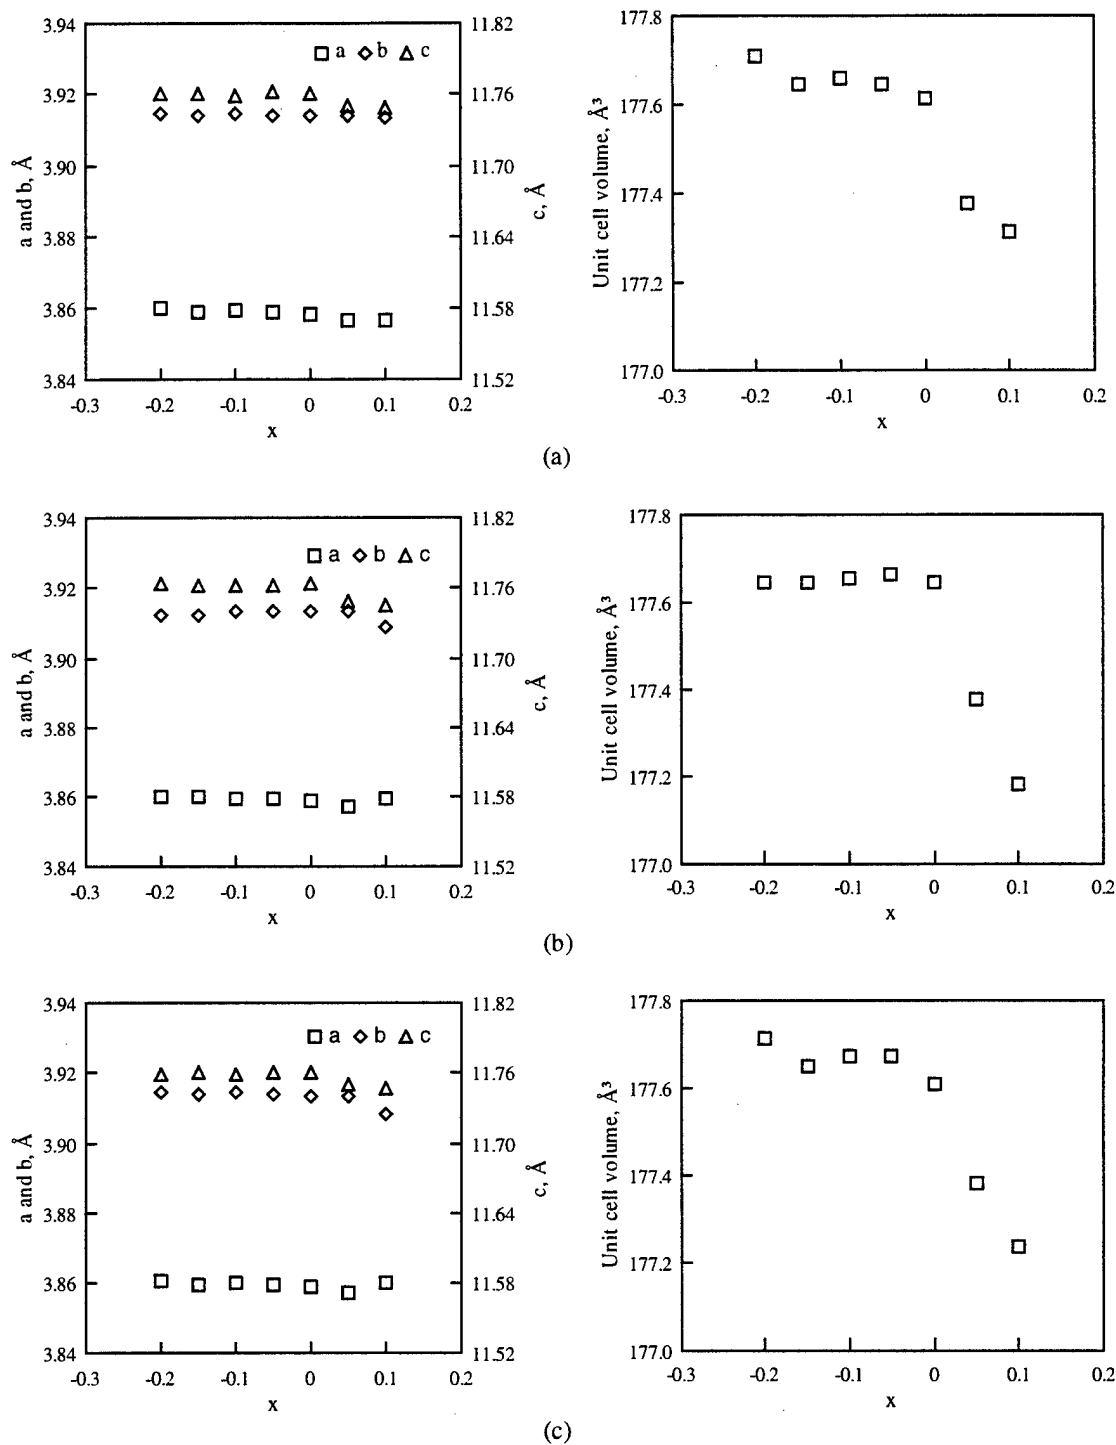 3.94
3.92
3.90
3.88
3.86
3.84
a and b, Å
11.82
11.76
11.70
11.64
11.58
11.52
c, Å
a b c
-0.3 -0.2 -0.1 0 0.1 0.2
x
177.8
177.6
177.4
177.2
177.0
Unit cell volume, Å³
-0.3 -0.2 -0.1 0 0.1 0.2
x
(a)
3.94
3.92
3.90
3.88
3.86
3.84
a and b, Å
11.82
11.76
11.70
11.64
11.58
11.52
c, Å
a b c
-0.3 -0.2 -0.1 0 0.1 0.2
x
177.8
177.6
177.4
177.2
177.0
Unit cell volume, Å³
-0.3 -0.2 -0.1 0 0.1 0.2
x
(b)
3.94
3.92
3.90
3.88
3.86
3.84
a and b, Å
11.82
11.76
11.70
11.64
11.58
11.52
c, Å
a b c
-0.3 -0.2 -0.1 0 0.1 0.2
x
177.8
177.6
177.4
177.2
177.0
Unit cell volume, Å³
-0.3 -0.2 -0.1 0 0.1 0.2
x
(c)